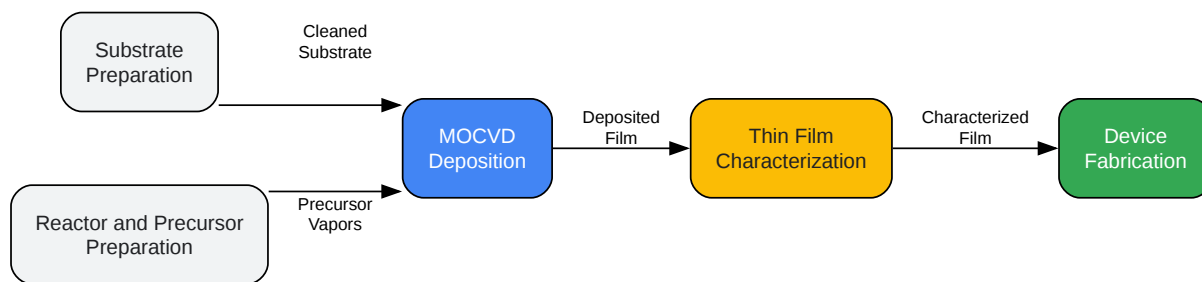 Substrate
Preparation
Cleaned
Substrate
Reactor and Precursor
Preparation
Precursor
Vapors
MOCVD
Deposition
Deposited
Film
Thin Film
Characterization
Characterized
Film
Device
Fabrication